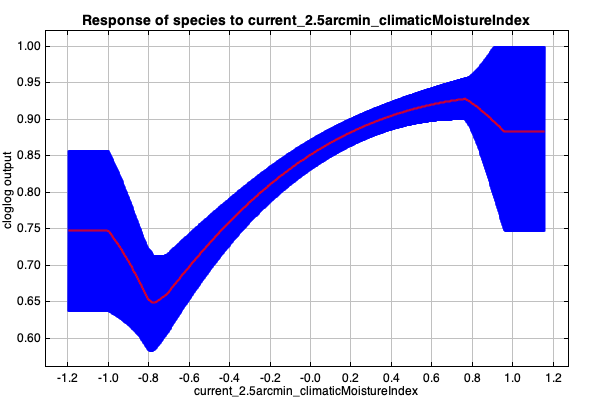 Response of species to current_2.5arcmin_climaticMoistureIndex
1.00
0.95
0.90
0.85
0.80
0.75
0.70
0.65
0.60
cloglog output
-1.2 -1.0 -0.8 -0.6 -0.4 -0.2 -0.0 0.2 0.4 0.6 0.8 1.0 1.2
current_2.5arcmin_climaticMoistureIndex